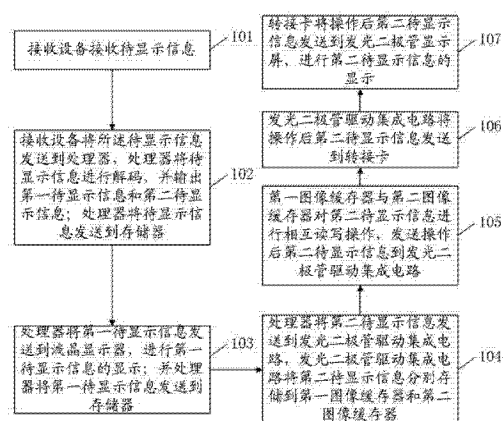 接收设备接收待显示信息
101
接收设备将所述待显示信息
发送到处理器，处理器将待
显示信息进行解码，并输出
第一待显示信息和第二待显
示信息；处理器将待显示信
息发送到存储器
102
处理器将第一待显示信息发
送到液晶显示器，进行第一
待显示信息的显示；并处理
器将第一待显示信息发送到
存储器
103
处理器将第二待显示信息发
送到发光二极管驱动集成电
路，发光二极管驱动集成电
路将第二待显示信息分别存
储到第一图像缓存器和第二
图像缓存器
104
第一图像缓存器与第二图像
缓存器对第二待显示信息进
行相互读写操作，发送操作
后第二待显示信息到发光二
极管驱动集成电路
105
发光二极管驱动集成电路将
操作后第二待显示信息发送
到转接卡
106
转接卡将操作后第二待显示
信息发送到发光二极管显示
屏，进行第二待显示信息的
显示
107